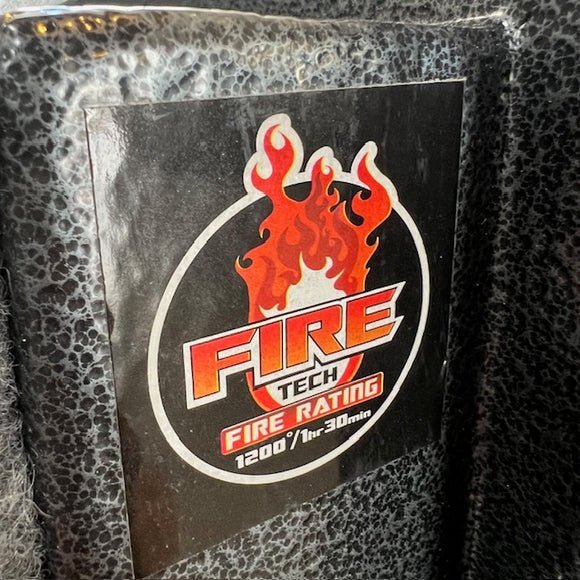 FIRE
TECH
FIRE RATING
1200°/1hr30min